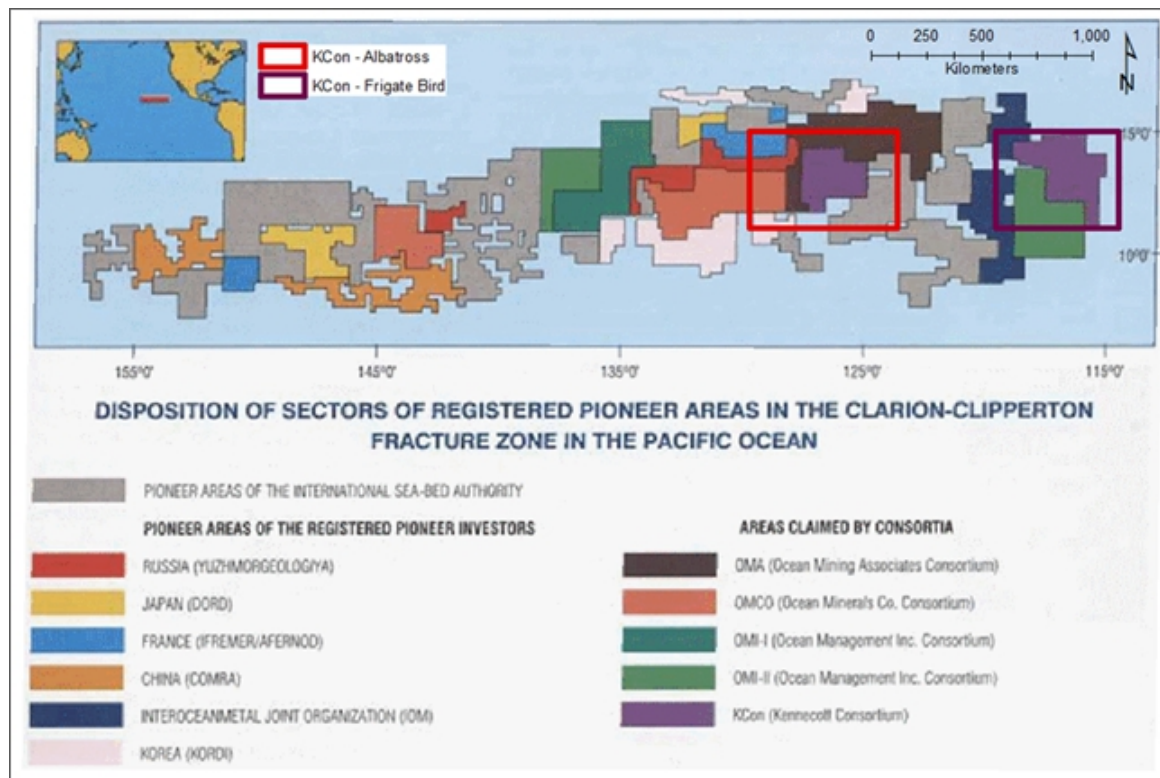 KCon - Albatross
KCon - Frigate Bird
0 250 500 1,000
Kilometers
N
15°0'
10°0'
155°0' 145°0' 135°0' 125°0' 115°0'
DISPOSITION OF SECTORS OF REGISTERED PIONEER AREAS IN THE CLARION-CLIPPERTON
FRACTURE ZONE IN THE PACIFIC OCEAN
PIONEER AREAS OF THE INTERNATIONAL SEA-BED AUTHORITY
PIONEER AREAS OF THE REGISTERED PIONEER INVESTORS
RUSSIA (YUZHMORGEOLOGIYA)
JAPAN (DORD)
FRANCE (IFREMER/AFERNOD)
CHINA (COMRA)
INTEROCEANMETAL JOINT ORGANIZATION (IOM)
KOREA (KORDI)
AREAS CLAIMED BY CONSORTIA
OMA (Ocean Mining Associates Consortium)
OMCO (Ocean Minerals Co. Consortium)
OMI-I (Ocean Management Inc. Consortium)
OMI-II (Ocean Management Inc. Consortium)
KCon (Kennecott Consortium)